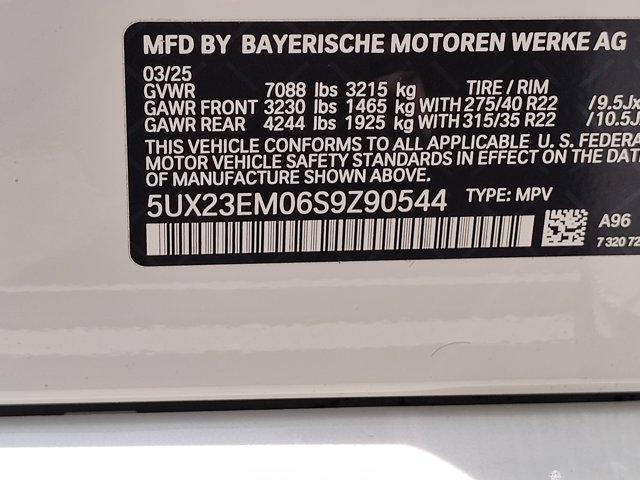 MFD BY BAYERISCHE MOTOREN WERKE AG
03/25
GVWR 7088 lbs 3215 kg TIRE / RIM
GAWR FRONT 3230 lbs 1465 kg WITH 275/40 R22 /9.5Jx
GAWR REAR 4244 lbs 1925 kg WITH 315/35 R22 /10.5J
THIS VEHICLE CONFORMS TO ALL APPLICABLE U. S. FEDERA
MOTOR VEHICLE SAFETY STANDARDS IN EFFECT ON THE DAT
OF MANUFACTURE SHOWN ABOVE.
5UX23EM06S9Z90544 TYPE: MPV
A96
7 320 72